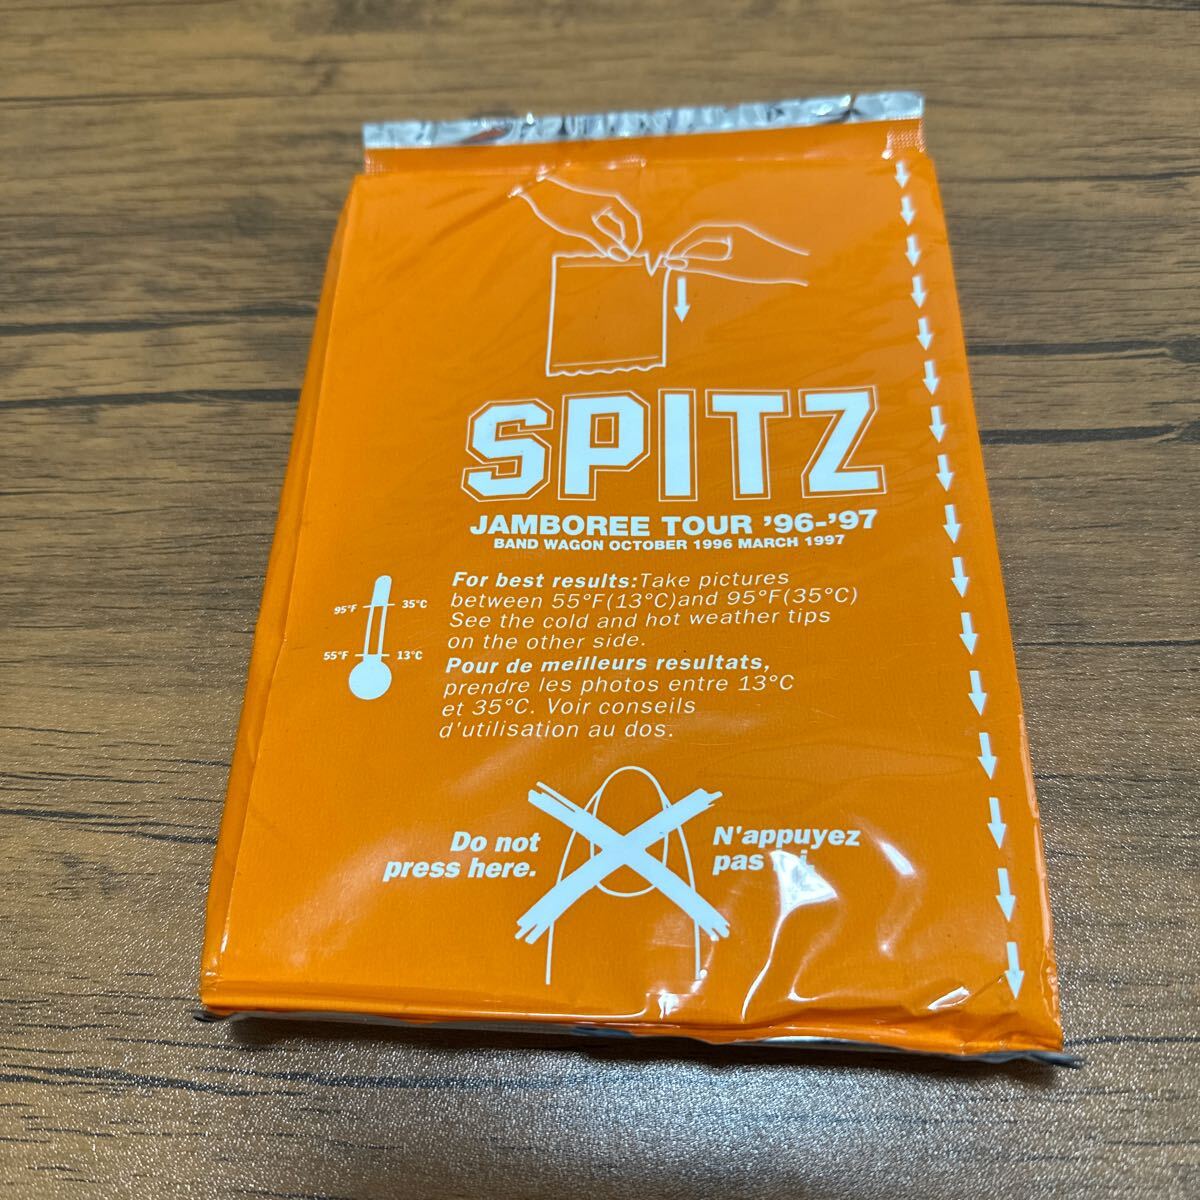 SPITZ
JAMBOREE TOUR '96-'97
BAND WAGON OCTOBER 1996 MARCH 1997
For best results:Take pictures
between 55°F(13°C)and 95°F(35°C)
See the cold and hot weather tips
on the other side.
Pour de meilleurs resultats,
prendre les photos entre 13°C
et 35°C. Voir conseils
d'utilisation au dos.
95°F 35°C
55°F 13°C
Do not
press here.
N'appuyez
pas